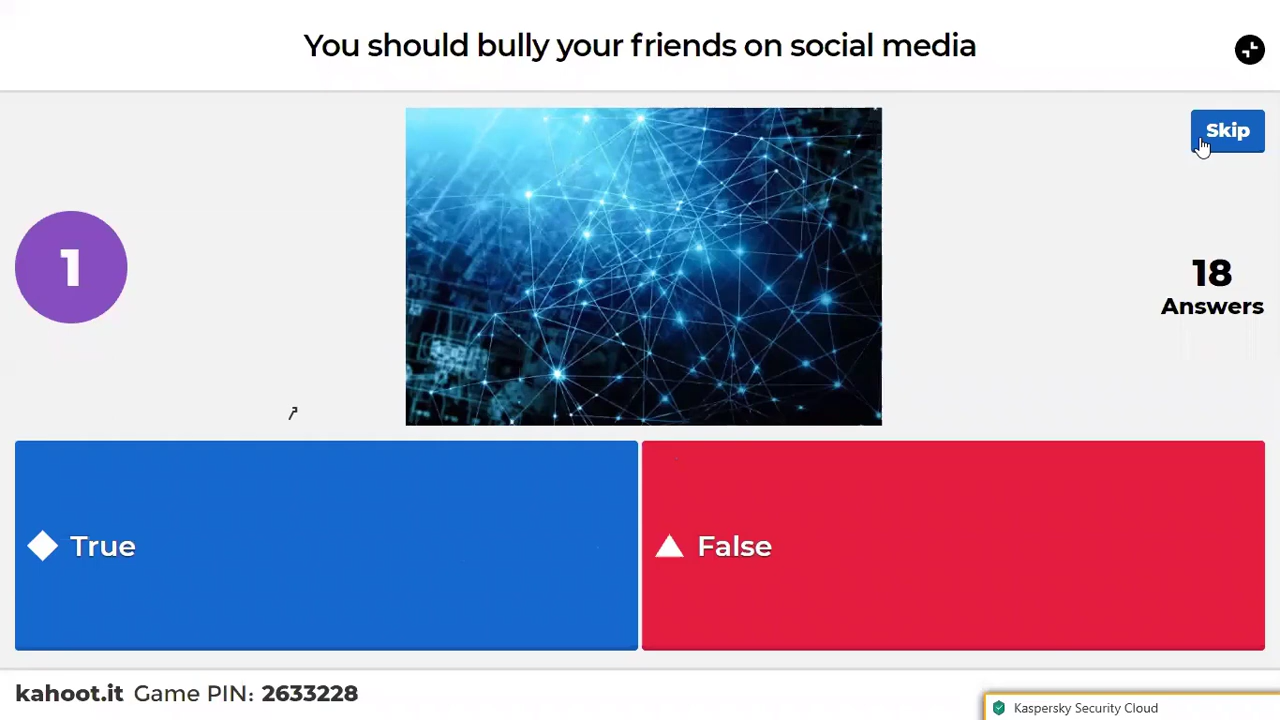 You should bully your friends on social media
Skip
1
18
Answers
True
False
kahoot.it Game PIN: 2633228
Kaspersky Security Cloud